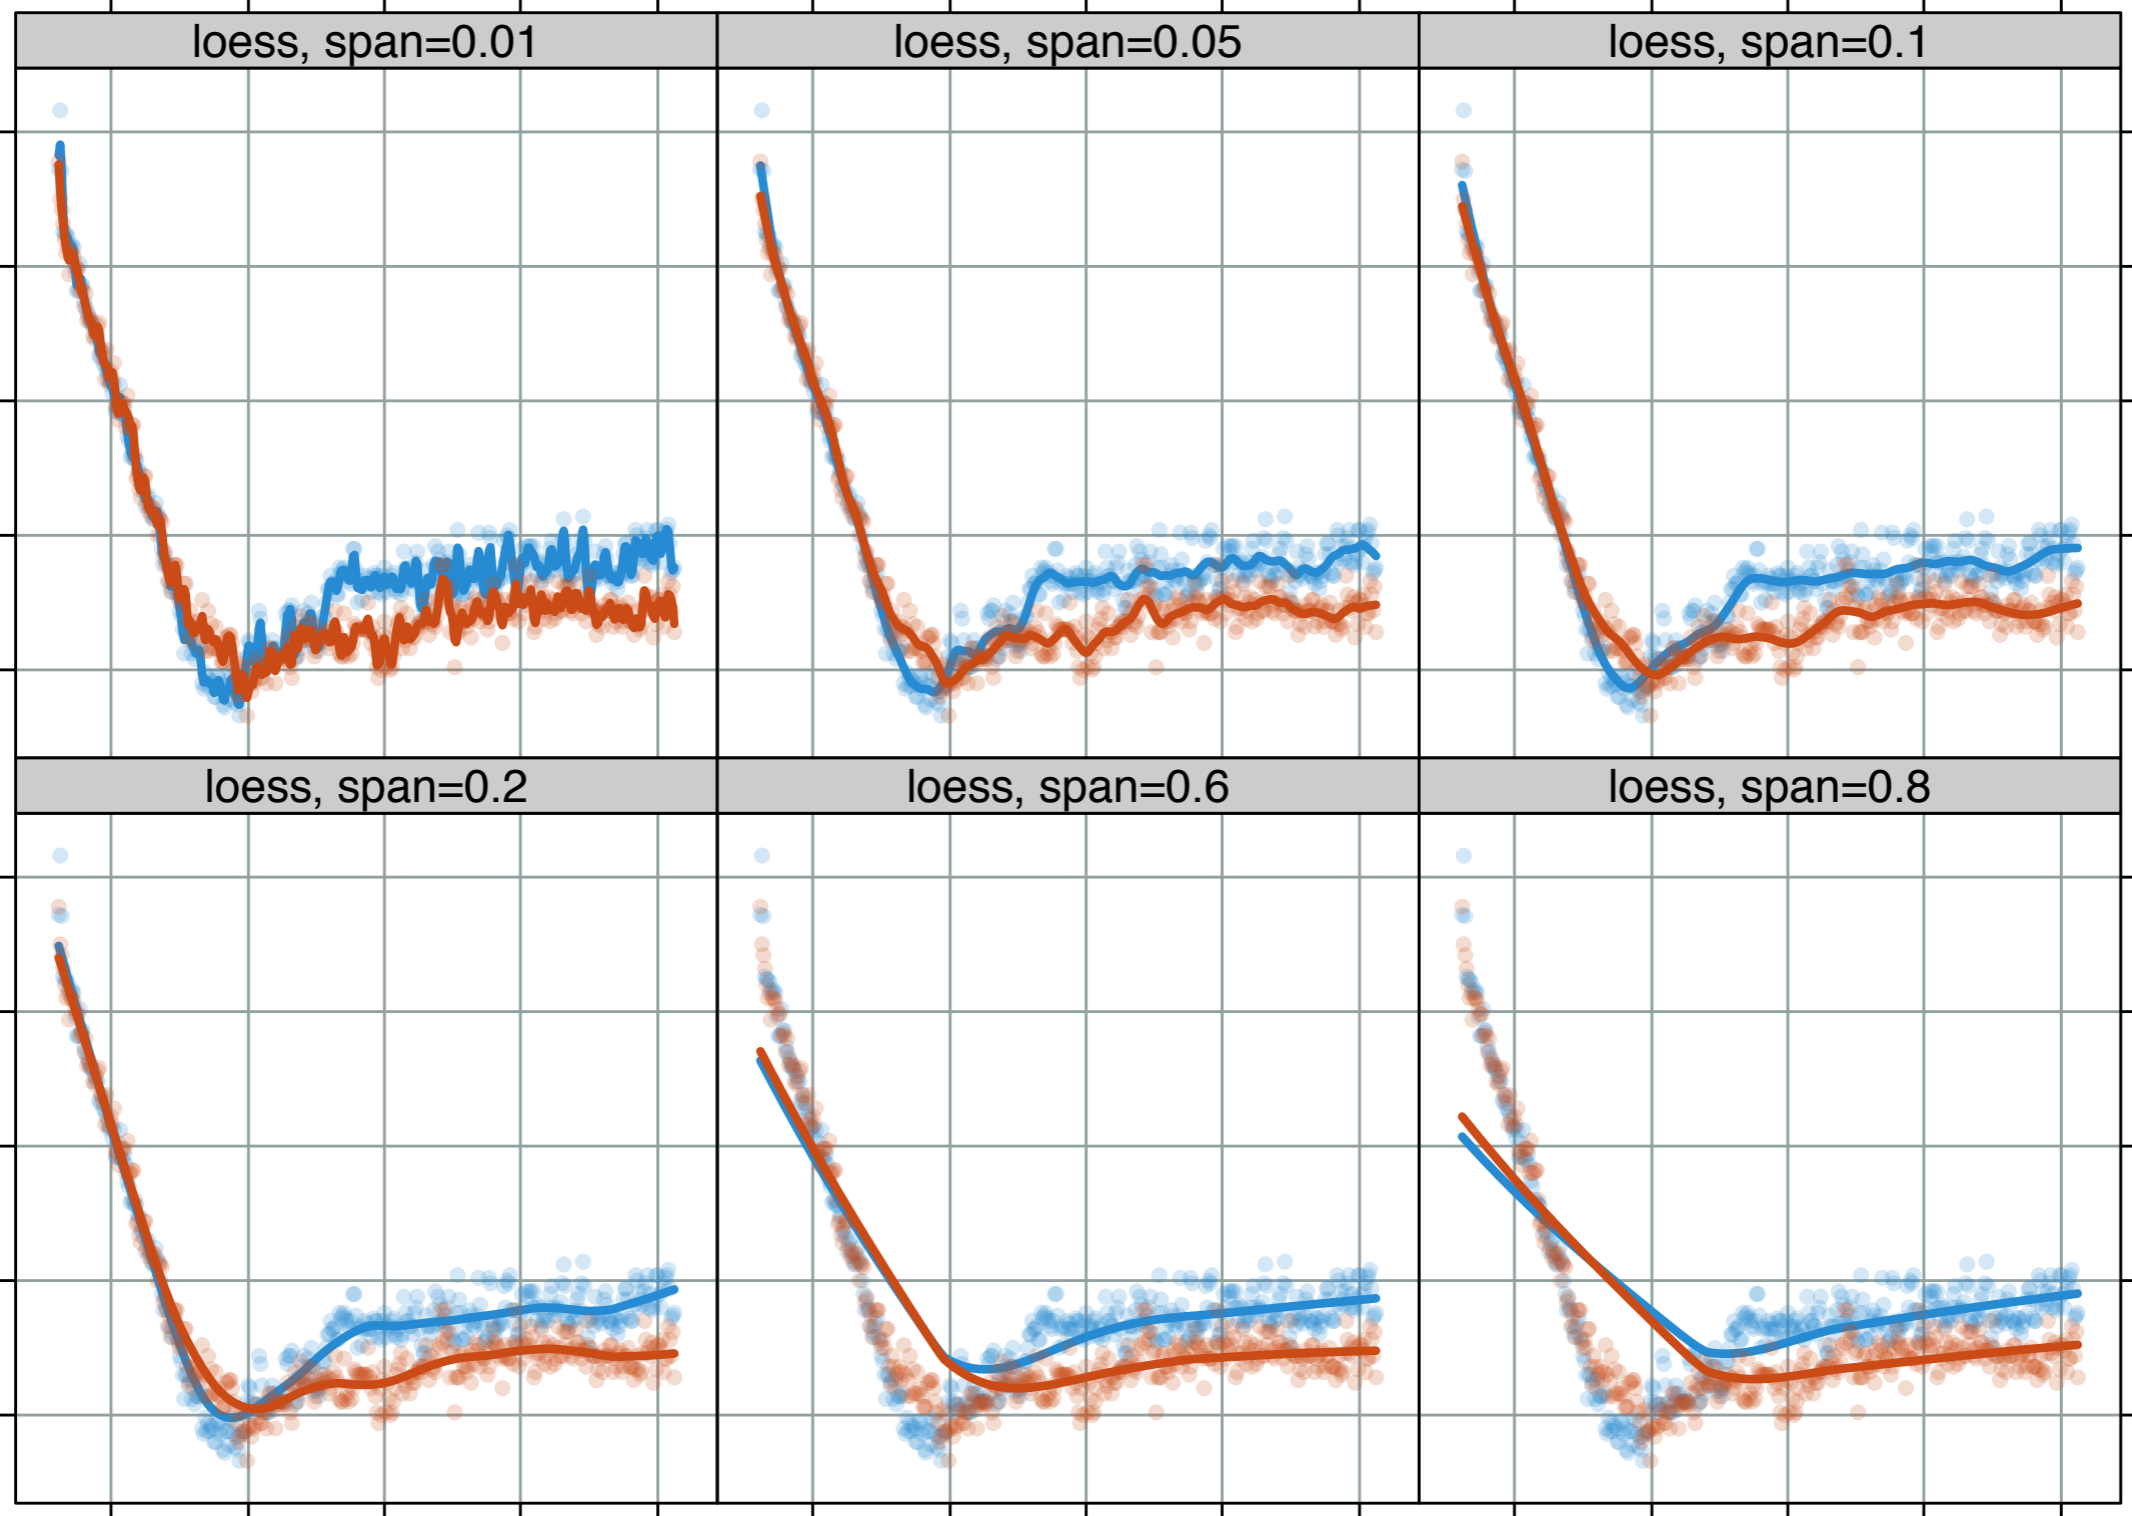 loess, span=0.01
loess, span=0.05
loess, span=0.1
loess, span=0.2
loess, span=0.6
loess, span=0.8